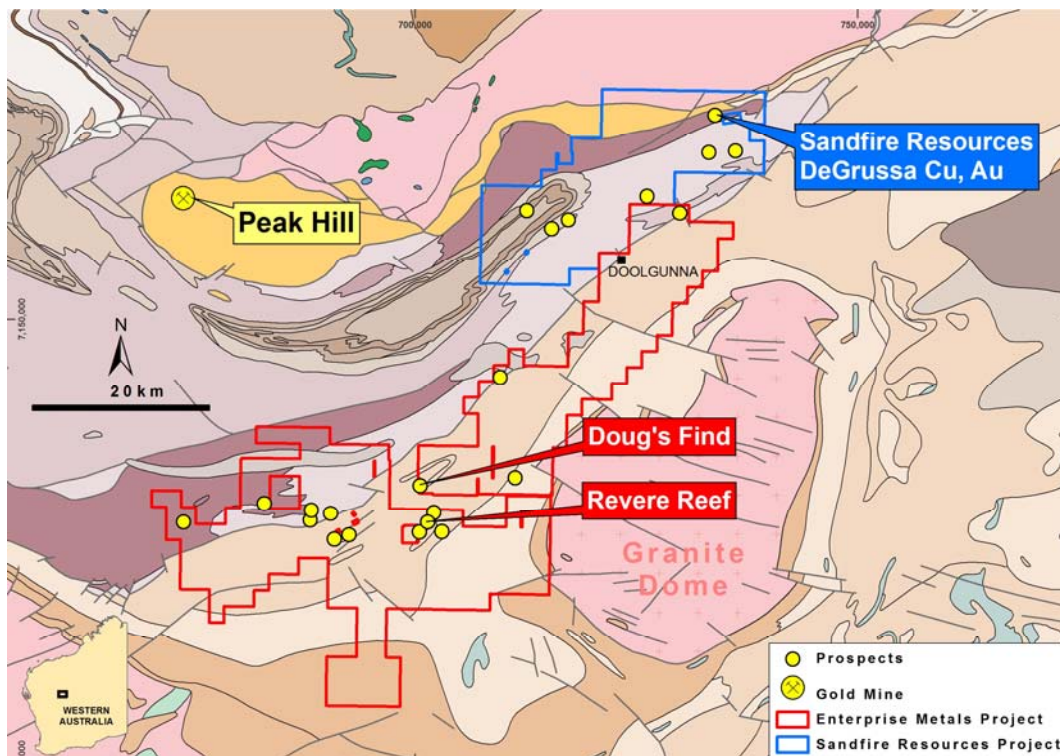 700,000
750,000
Sandfire Resources
DeGrussa Cu, Au
Peak Hill
DOOLGUNNA
7,150,000
N
20 km
Doug's Find
Revere Reef
Granite
Dome
WESTERN
AUSTRALIA
Prospects
Gold Mine
Enterprise Metals Project
Sandfire Resources Project